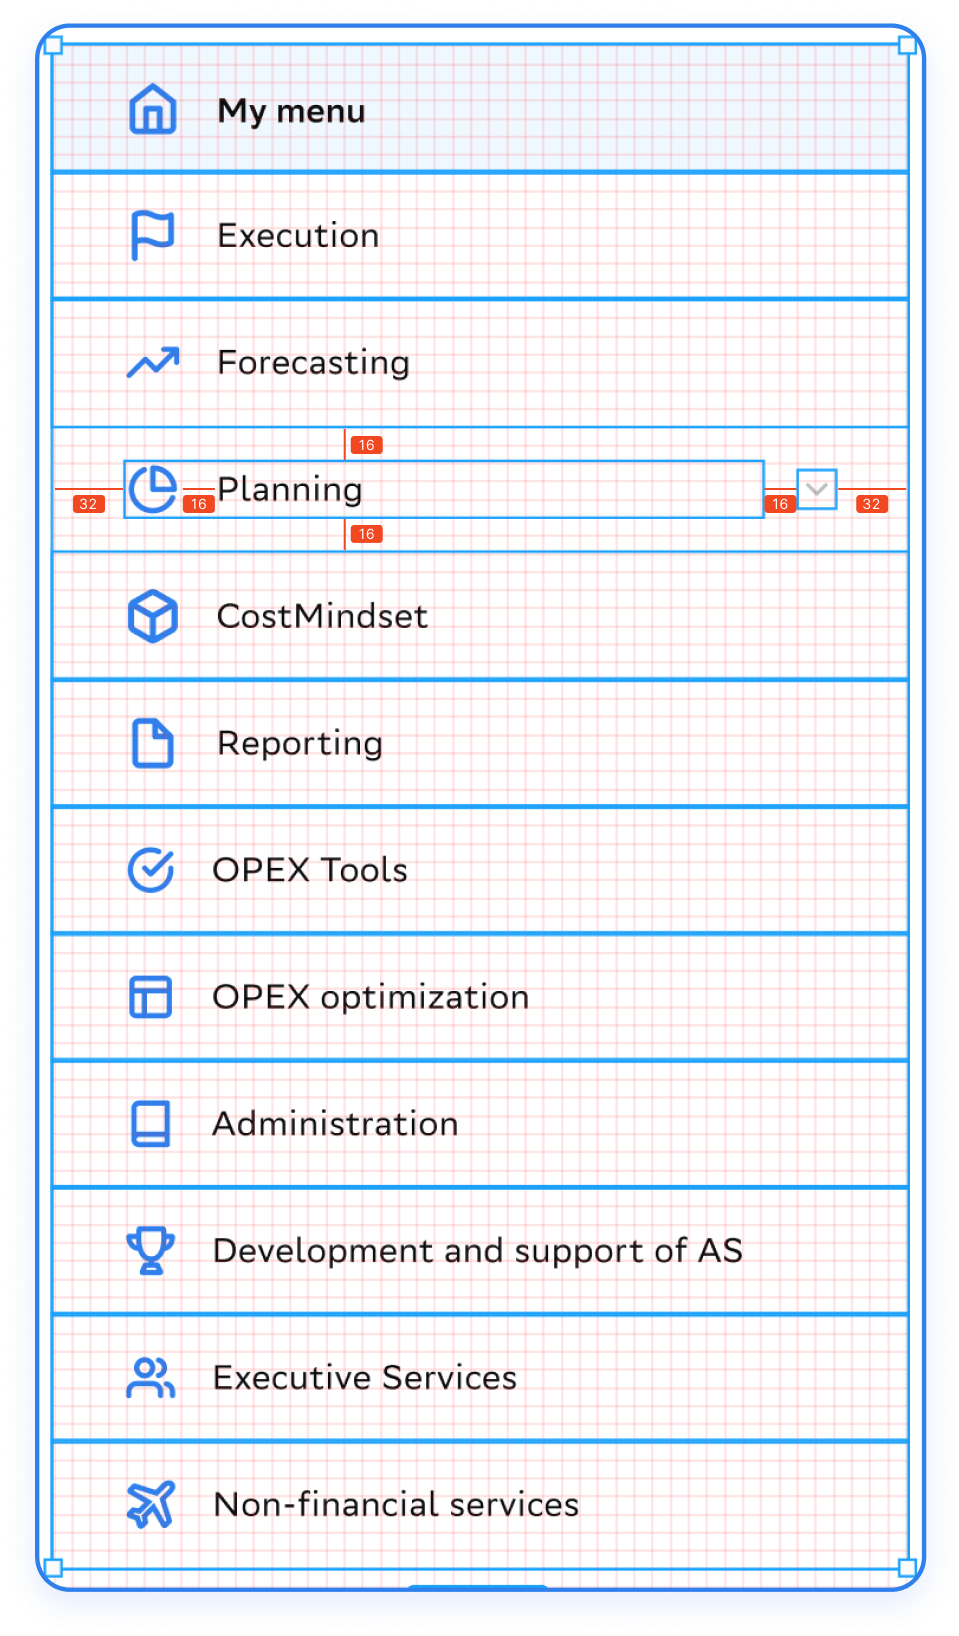 My menu
Execution
Forecasting
16
32 16 Planning 16 32
16
CostMindset
Reporting
OPEX Tools
OPEX optimization
Administration
Development and support of AS
Executive Services
Non-financial services